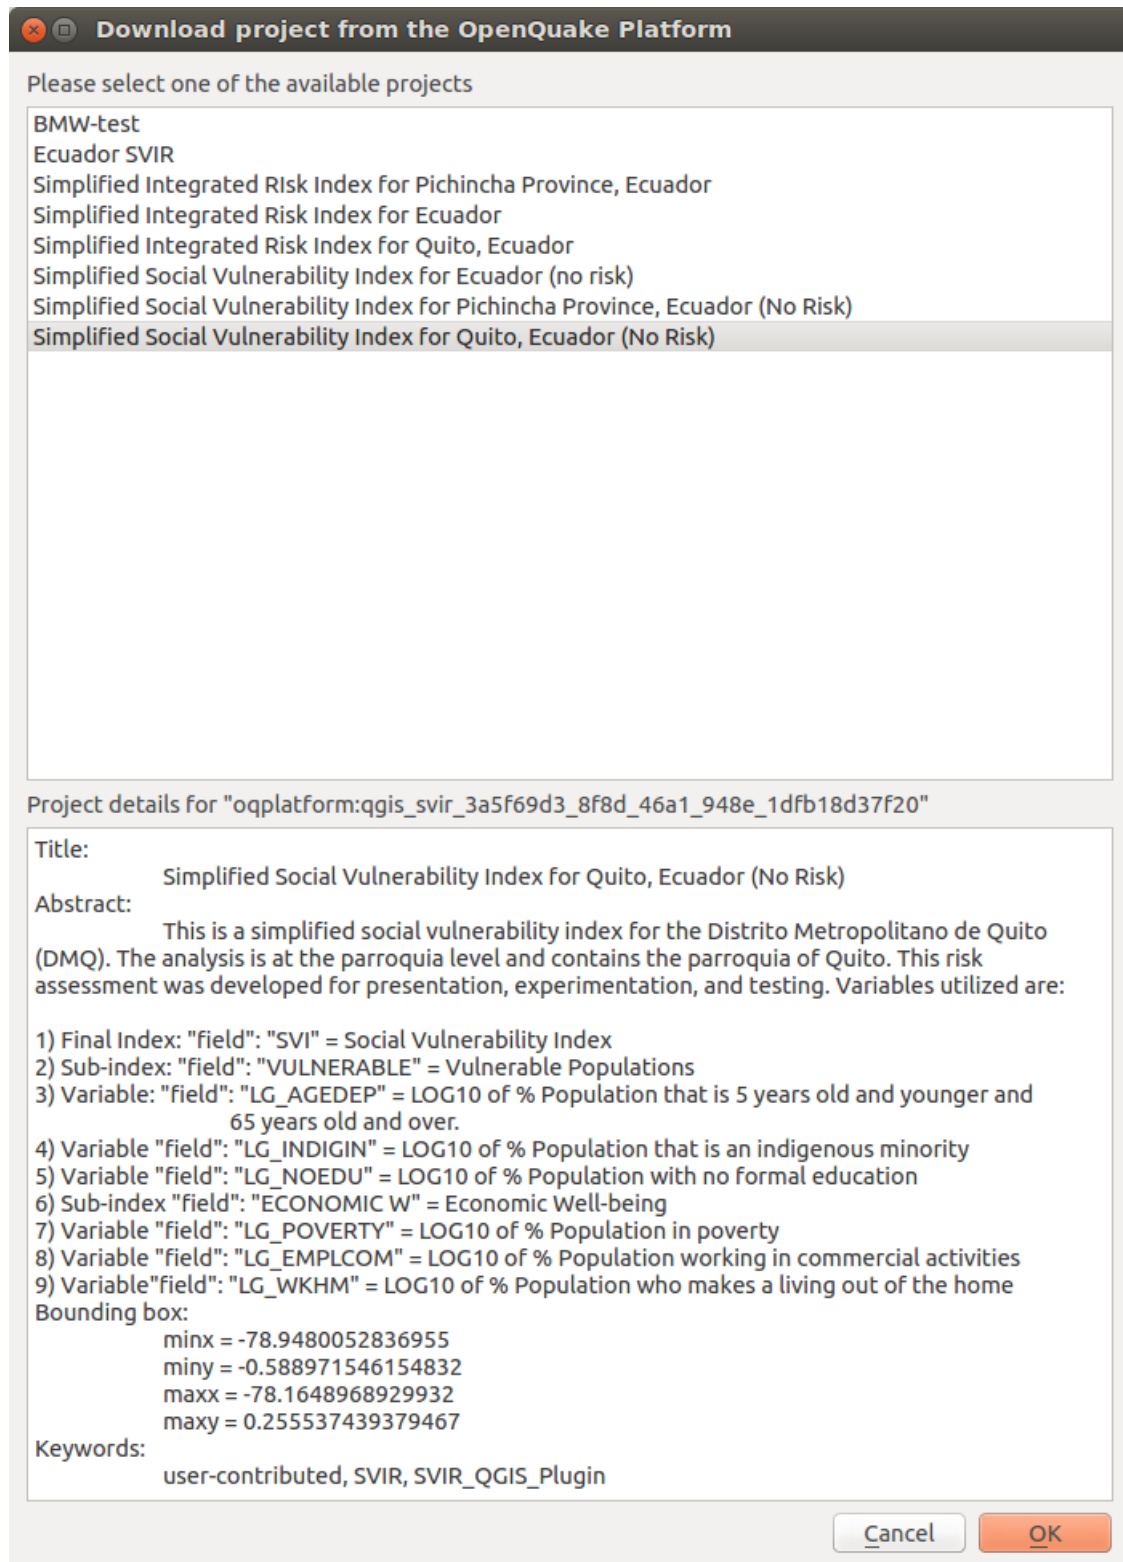 Download project from the OpenQuake Platform
Please select one of the available projects
BMW-test
Ecuador SVIR
Simplified Integrated RIsk Index for Pichincha Province, Ecuador
Simplified Integrated Risk Index for Ecuador
Simplified Integrated Risk Index for Quito, Ecuador
Simplified Social Vulnerability Index for Ecuador (no risk)
Simplified Social Vulnerability Index for Pichincha Province, Ecuador (No Risk)
Simplified Social Vulnerability Index for Quito, Ecuador (No Risk)
Project details for "oqplatform:qgis_svir_3a5f69d3_8f8d_46a1_948e_1dfb18d37f20"
Title:
Simplified Social Vulnerability Index for Quito, Ecuador (No Risk)
Abstract:
This is a simplified social vulnerability index for the Distrito Metropolitano de Quito
(DMQ). The analysis is at the parroquia level and contains the parroquia of Quito. This risk
assessment was developed for presentation, experimentation, and testing. Variables utilized are:
1) Final Index: "field": "SVI" = Social Vulnerability Index
2) Sub-index: "field": "VULNERABLE" = Vulnerable Populations
3) Variable: "field": "LG_AGEDEP" = LOG10 of % Population that is 5 years old and younger and
65 years old and over.
4) Variable "field": "LG_INDIGIN" = LOG10 of % Population that is an indigenous minority
5) Variable "field": "LG_NOEDU" = LOG10 of % Population with no formal education
6) Sub-index "field": "ECONOMIC W" = Economic Well-being
7) Variable "field": "LG_POVERTY" = LOG10 of % Population in poverty
8) Variable "field": "LG_EMPLCOM" = LOG10 of % Population working in commercial activities
9) Variable"field": "LG_WKHM" = LOG10 of % Population who makes a living out of the home
Bounding box:
minx = -78.9480052836955
miny = -0.588971546154832
maxx = -78.1648968929932
maxy = 0.255537439379467
Keywords:
user-contributed, SVIR, SVIR_QGIS_Plugin
Cancel OK